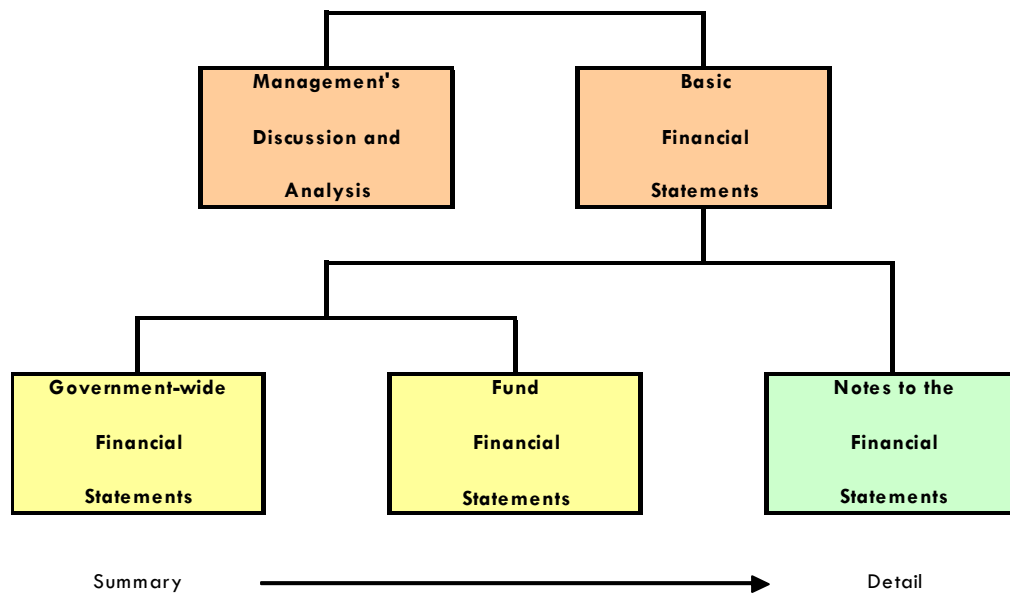 Management's
Discussion and
Analysis
Basic
Financial
Statements
Government-wide
Financial
Statements
Fund
Financial
Statements
Notes to the
Financial
Statements
Summary
Detail